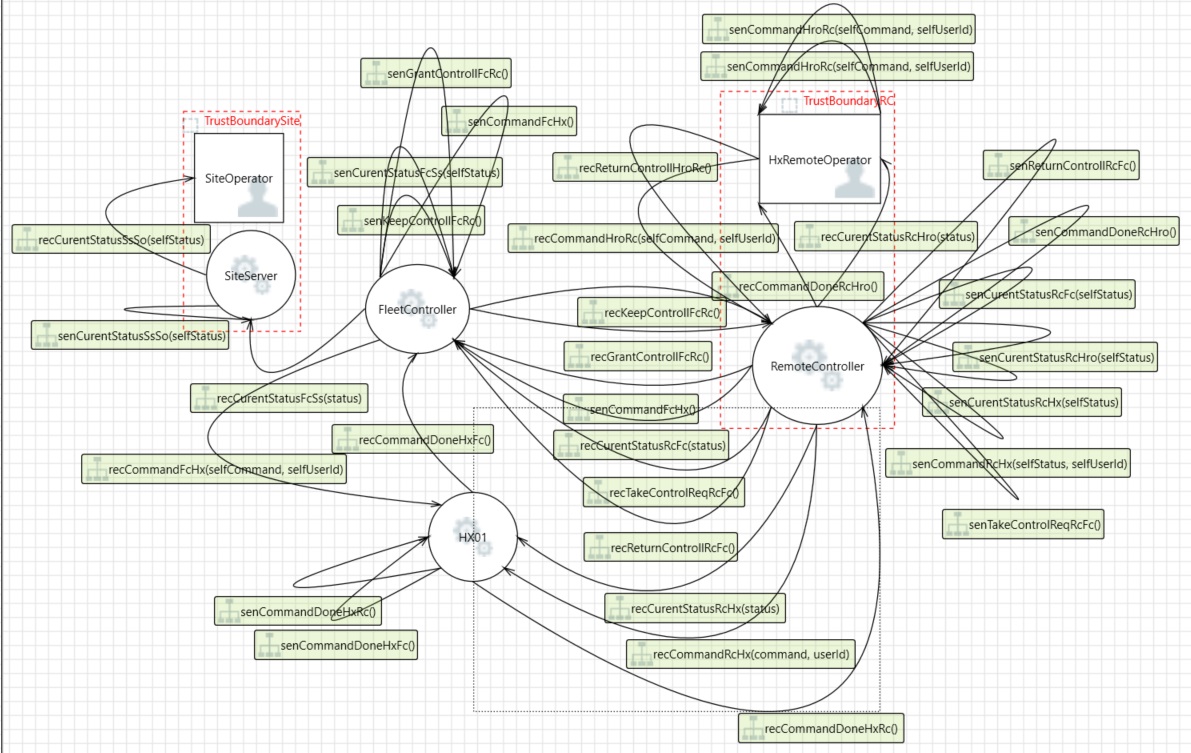 senCommandHroRc(selfCommand, selfUserId)
senCommandHroRc(selfCommand, selfUserId)
senGrantControllFcRc()
TrustBoundaryRC
TrustBoundarySite
senCommandFcHx()
HxRemoteOperator
recReturnControllHroRc()
senReturnControllRcFc()
senCurentStatusFcSs(selfStatus)
SiteOperator
senKeepControllFcRc()
recCurentStatusSsSo(selfStatus)
recCommandHroRc(selfCommand, selfUserId)
recCurentStatusRcHro(status)
senCommandDoneRcHro()
SiteServer
recCommandDoneRcHro()
senCurentStatusRcFc(selfStatus)
FleetController
recKeepControllFcRc()
senCurentStatusSsSo(selfStatus)
recGrantControllFcRc()
senCurentStatusRcHro(selfStatus)
RemoteController
recCurentStatusFcSs(status)
senCommandFcHx()
senCurentStatusRcHx(selfStatus)
recCommandDoneHxFc()
recCurentStatusRcFc(status)
recCommandFcHx(selfCommand, selfUserId)
senCommandRcHx(selfStatus, selfUserId)
recTakeControlReqRcFc()
senTakeControlReqRcFc()
HX01
recReturnControllRcFc()
senCommandDoneHxRc()
recCurentStatusRcHx(status)
senCommandDoneHxFc()
recCommandRcHx(command, userId)
recCommandDoneHxRc()